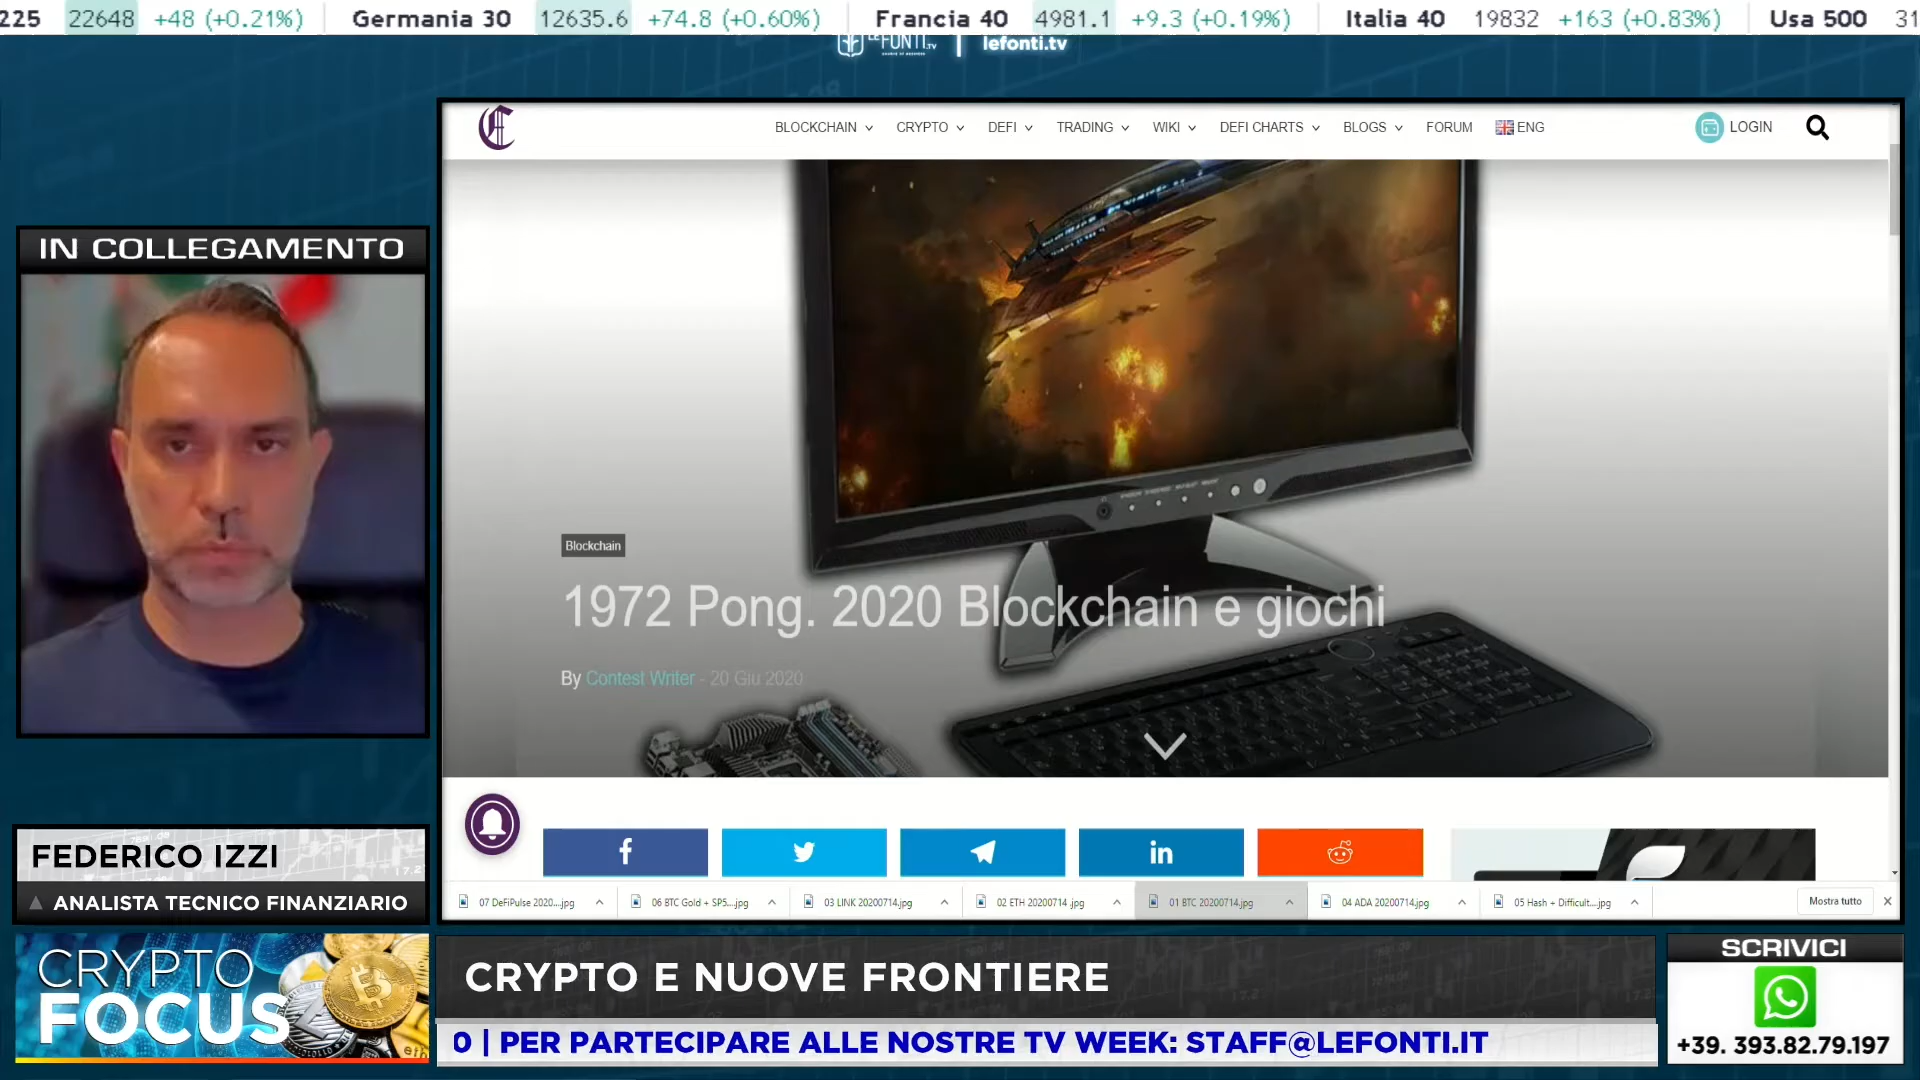 225 22648 +48 (+0.21%) Germania 30 12635.6 +74.8 (+0.60%) Francia 40 4981.1 +9.3 (+0.19%) Italia 40 19832 +163 (+0.83%) Usa 500 31
LEFONTI.TV | lefonti.tv
BLOCKCHAIN CRYPTO DEFI TRADING WIKI DEFI CHARTS BLOGS FORUM ENG LOGIN
IN COLLEGAMENTO
Blockchain
1972 Pong. 2020 Blockchain e giochi
By Contest Writer - 20 Giu 2020
FEDERICO IZZI
ANALISTA TECNICO FINANZIARIO
07 DeFiPulse 2020....jpg 06 BTC Gold + SP5....jpg 03 LINK 20200714.jpg 02 ETH 20200714 .jpg 01 BTC 20200714.jpg 04 ADA 20200714.jpg 05 Hash + Difficult....jpg Mostra tutto
CRYPTO
FOCUS
CRYPTO E NUOVE FRONTIERE
0 | PER PARTECIPARE ALLE NOSTRE TV WEEK: STAFF@LEFONTI.IT
SCRIVICI
+39. 393.82.79.197